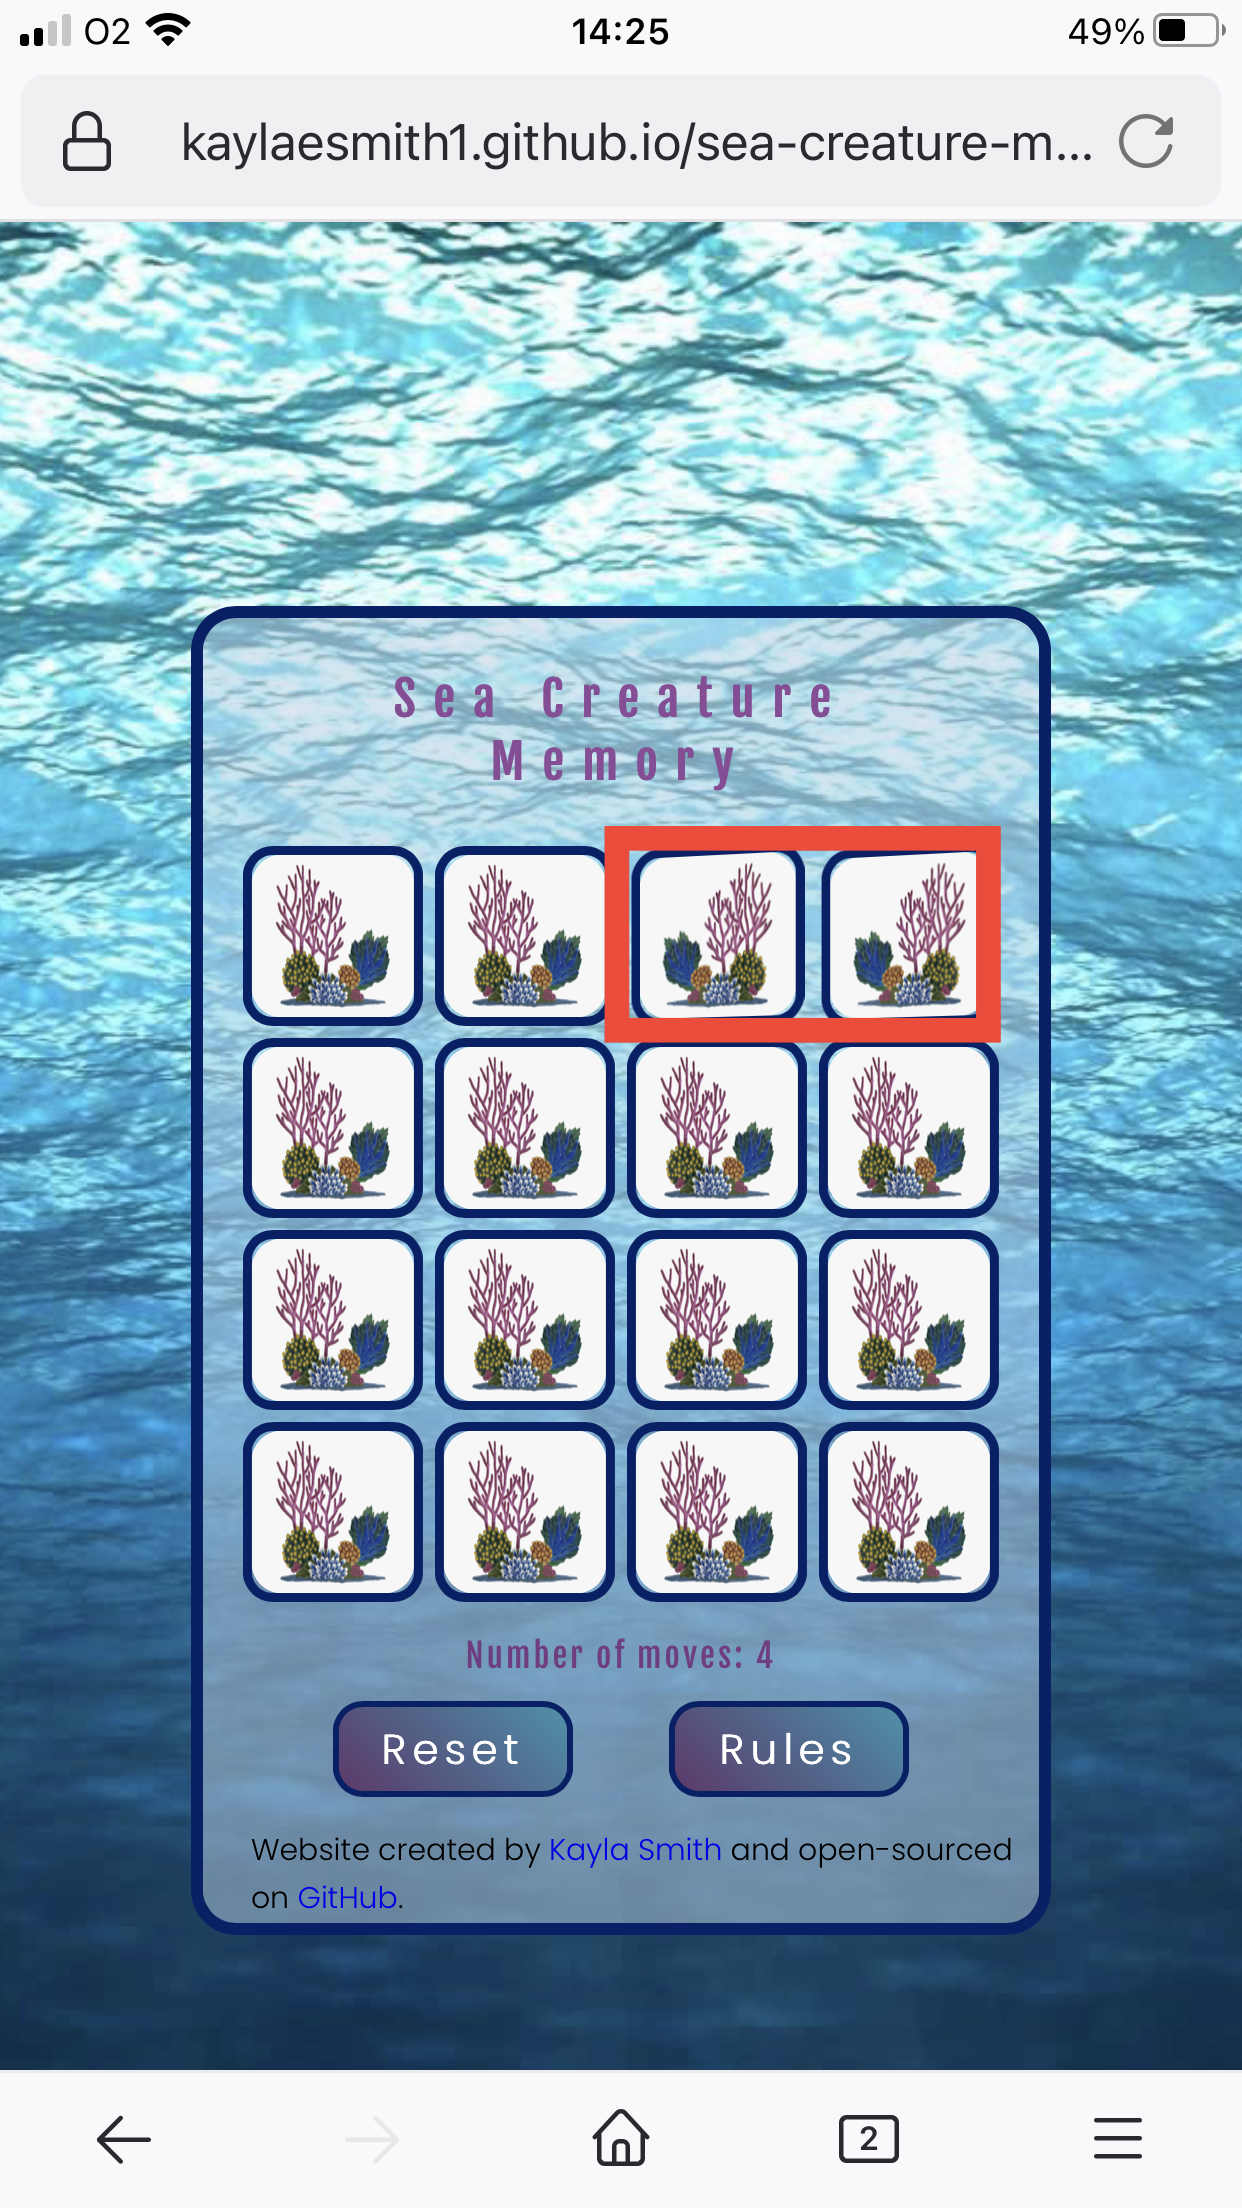 O2 14:25 49%
kaylaesmith1.github.io/sea-creature-m...
Sea Creature
Memory
Number of moves: 4
Reset Rules
Website created by Kayla Smith and open-sourced
on GitHub.
2